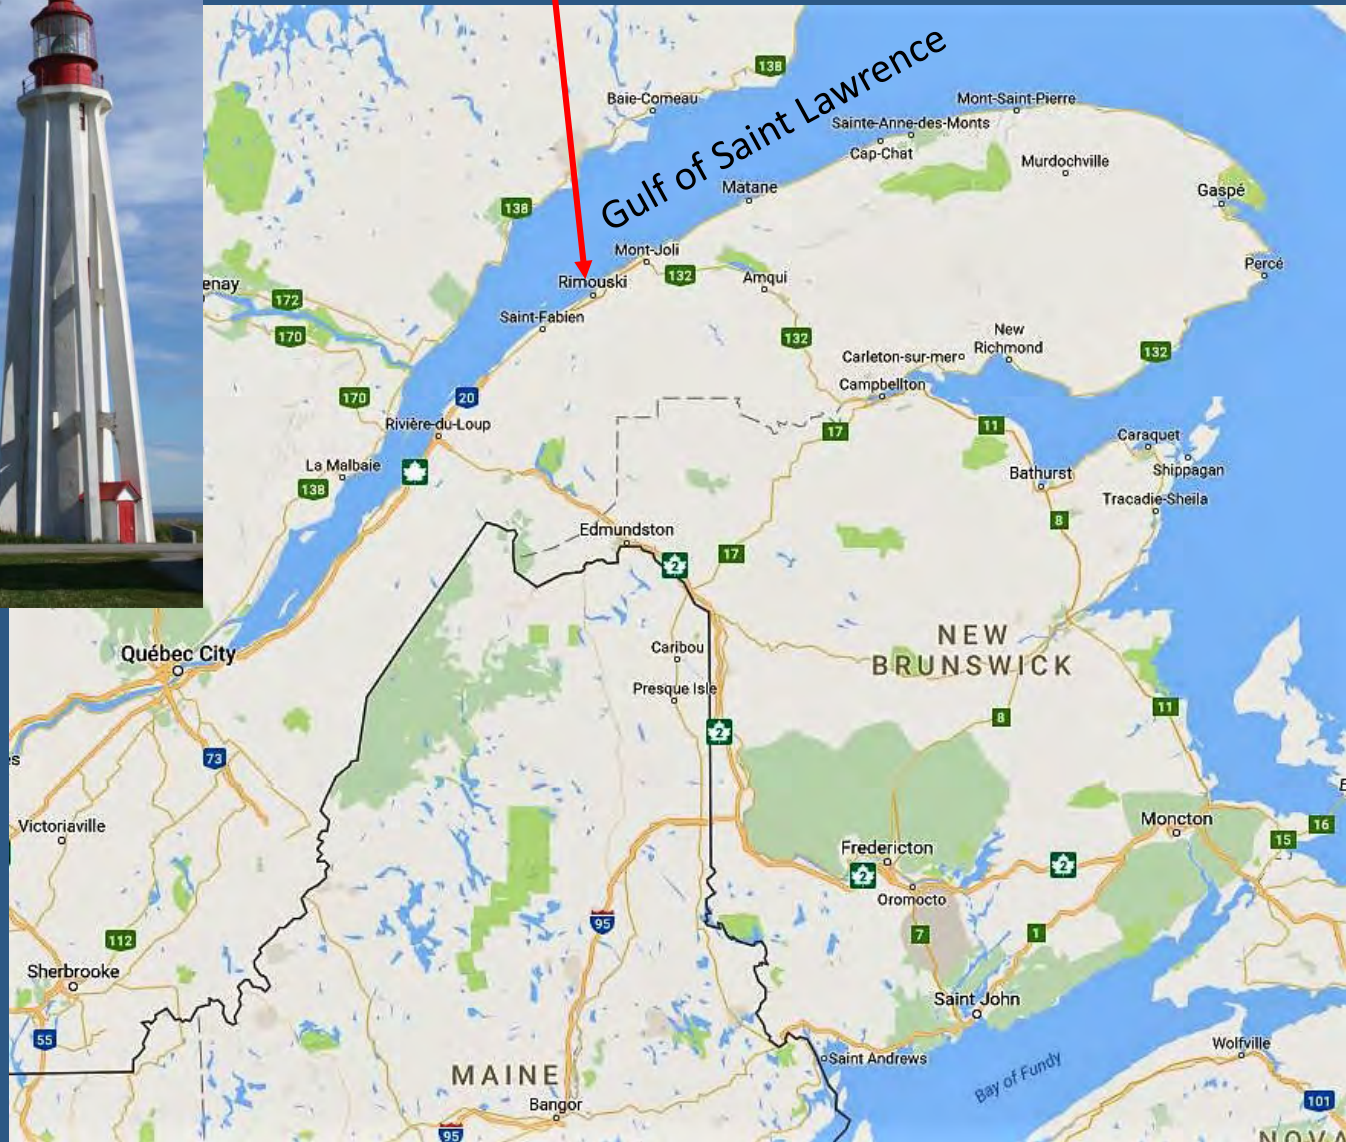 138
Baie-Comeau
Gulf of Saint Lawrence
Mont-Saint-Pierre
Sainte-Anne-des-Monts
Cap-Chat
Murdochville
Matane
Gaspé
138
Mont-Joli
Percé
Rimouski
132
Amqui
enay
172
Saint-Fabien
170
132
New
Richmond
Carleton-sur-mer
132
Campbellton
170
20
Rivière-du-Loup
17
11
Caraquet
La Malbaie
Shippagan
138
Bathurst
Tracadie-Sheila
8
Edmundston
2
17
NEW
BRUNSWICK
Québec City
Caribou
Presque Isle
2
8
11
es
73
Victoriaville
Moncton
16
15
Fredericton
2
2
Oromocto
95
7
1
112
Sherbrooke
Saint John
55
Saint Andrews
Wolfville
MAINE
Bay of Fundy
Bangor
101
95
NOVA